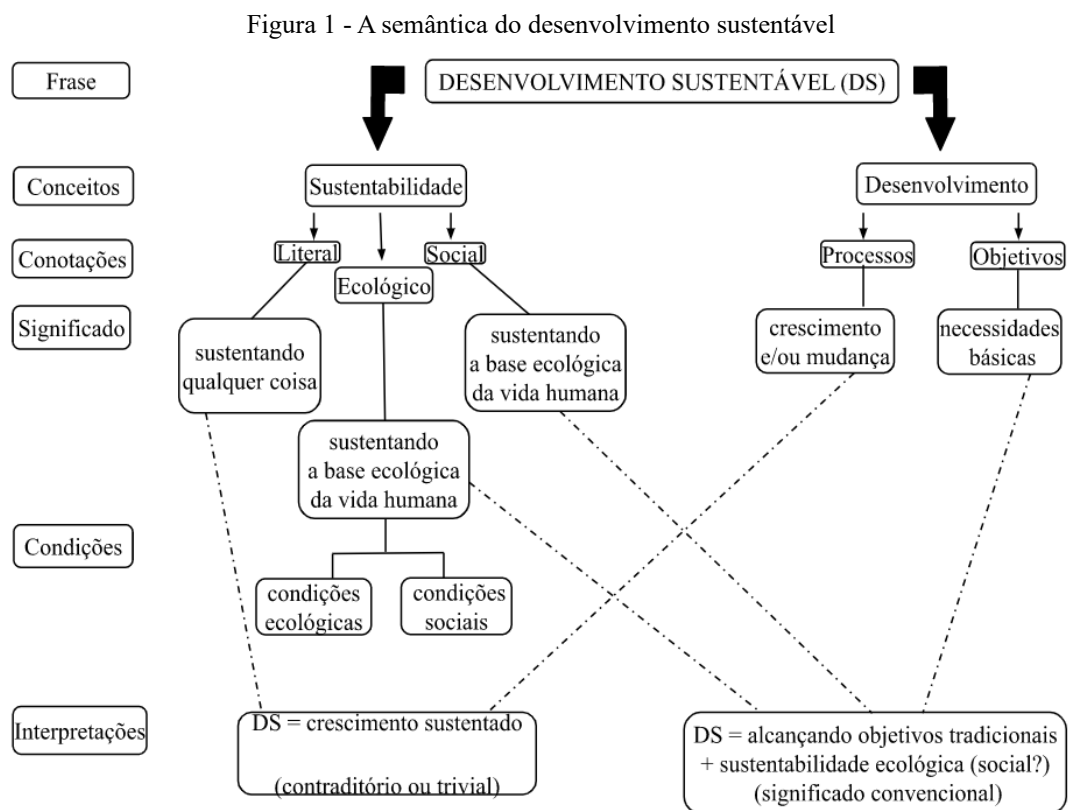 Figura 1 - A semântica do desenvolvimento sustentável
Frase
DESENVOLVIMENTO SUSTENTÁVEL (DS)
Conceitos
Sustentabilidade
Desenvolvimento
Conotações
Literal
Ecológico
Social
Processos
Objetivos
Significado
sustentando
qualquer coisa
sustentando
a base ecológica
da vida humana
sustentando
a base ecológica
da vida humana
crescimento
e/ou mudança
necessidades
básicas
Condições
condições
ecológicas
condições
sociais
Interpretações
DS = crescimento sustentado
(contraditório ou trivial)
DS = alcançando objetivos tradicionais
+ sustentabilidade ecológica (social?)
(significado convencional)